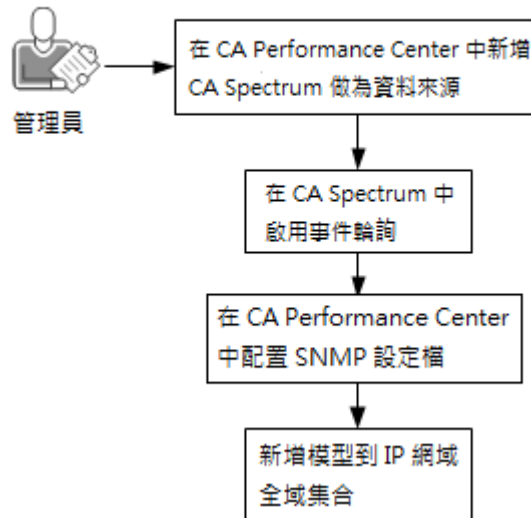 管理員
在 CA Performance Center 中新增
CA Spectrum 做為資料來源
在 CA Spectrum 中
啟用事件輪詢
在 CA Performance Center
中配置 SNMP 設定檔
新增模型到 IP 網域
全域集合